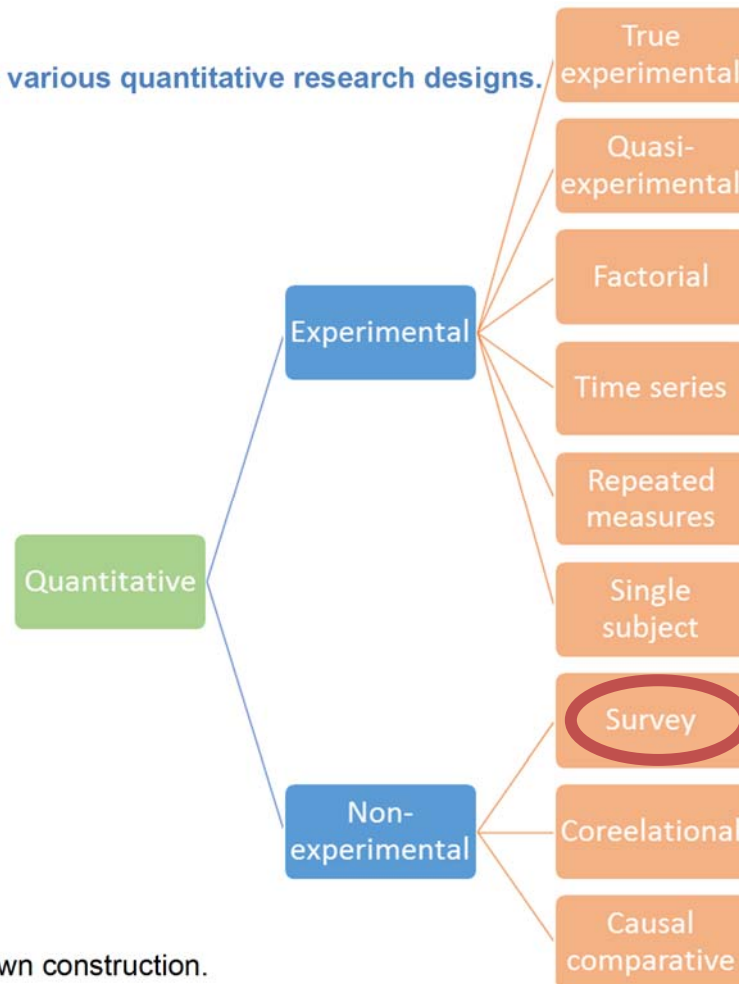 various quantitative research designs.
True
experimental
Quasi-
experimental
Factorial
Experimental
Time series
Repeated
measures
Quantitative
Single
subject
Survey
Non-
experimental
Coreelational
Causal
comparative
wn construction.